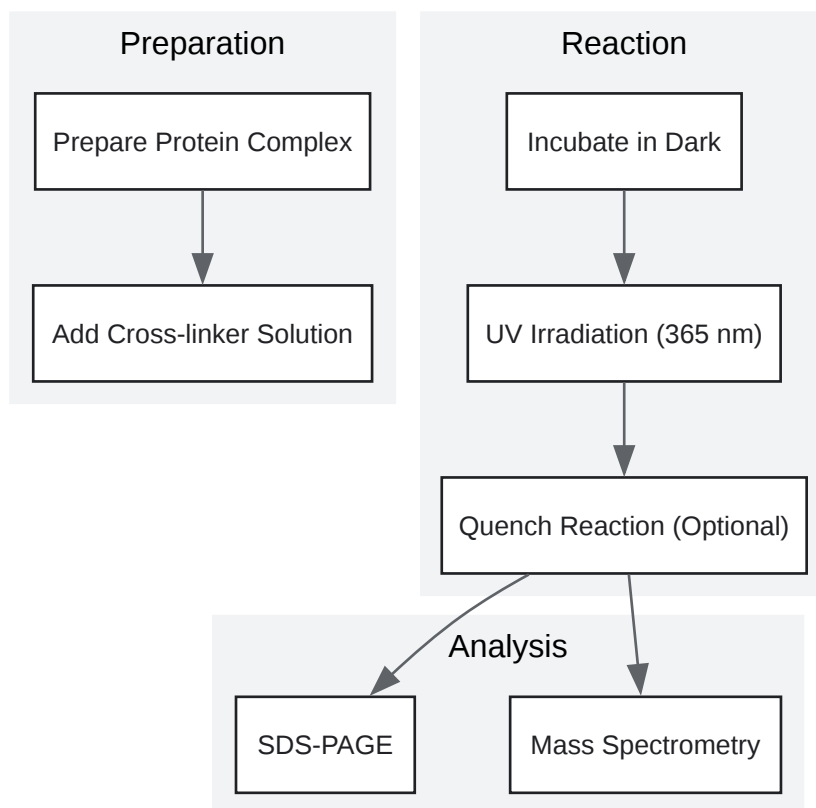 Preparation
Prepare Protein Complex
Add Cross-linker Solution
Reaction
Incubate in Dark
UV Irradiation (365 nm)
Quench Reaction (Optional)
Analysis
SDS-PAGE
Mass Spectrometry